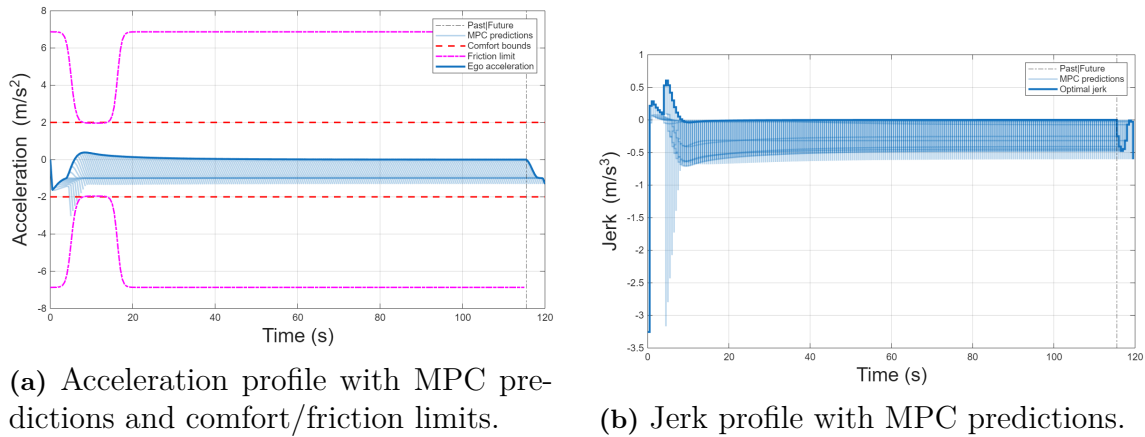 8
6
4
2
0
-2
-4
-6
-8
Acceleration (m/s²)
0
20
40
60
80
100
120
Time (s)
Past|Future
MPC predictions
Comfort bounds
Friction limit
Ego acceleration
(a) Acceleration profile with MPC pre-
dictions and comfort/friction limits.
1
0.5
0
-0.5
-1
-1.5
-2
-2.5
-3
-3.5
Jerk (m/s³)
0
20
40
60
80
100
120
Time (s)
Past|Future
MPC predictions
Optimal jerk
(b) Jerk profile with MPC predictions.